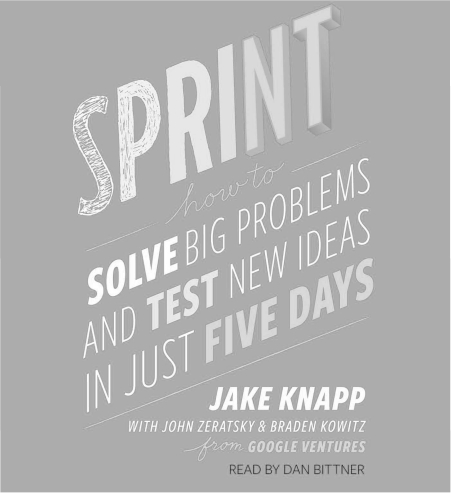 SPRINT
how to
SOLVE BIG PROBLEMS
AND TEST NEW IDEAS
IN JUST FIVE DAYS
JAKE KNAPP
WITH JOHN ZERATSKY & BRADEN KOWITZ
from GOOGLE VENTURES
READ BY DAN BITTNER